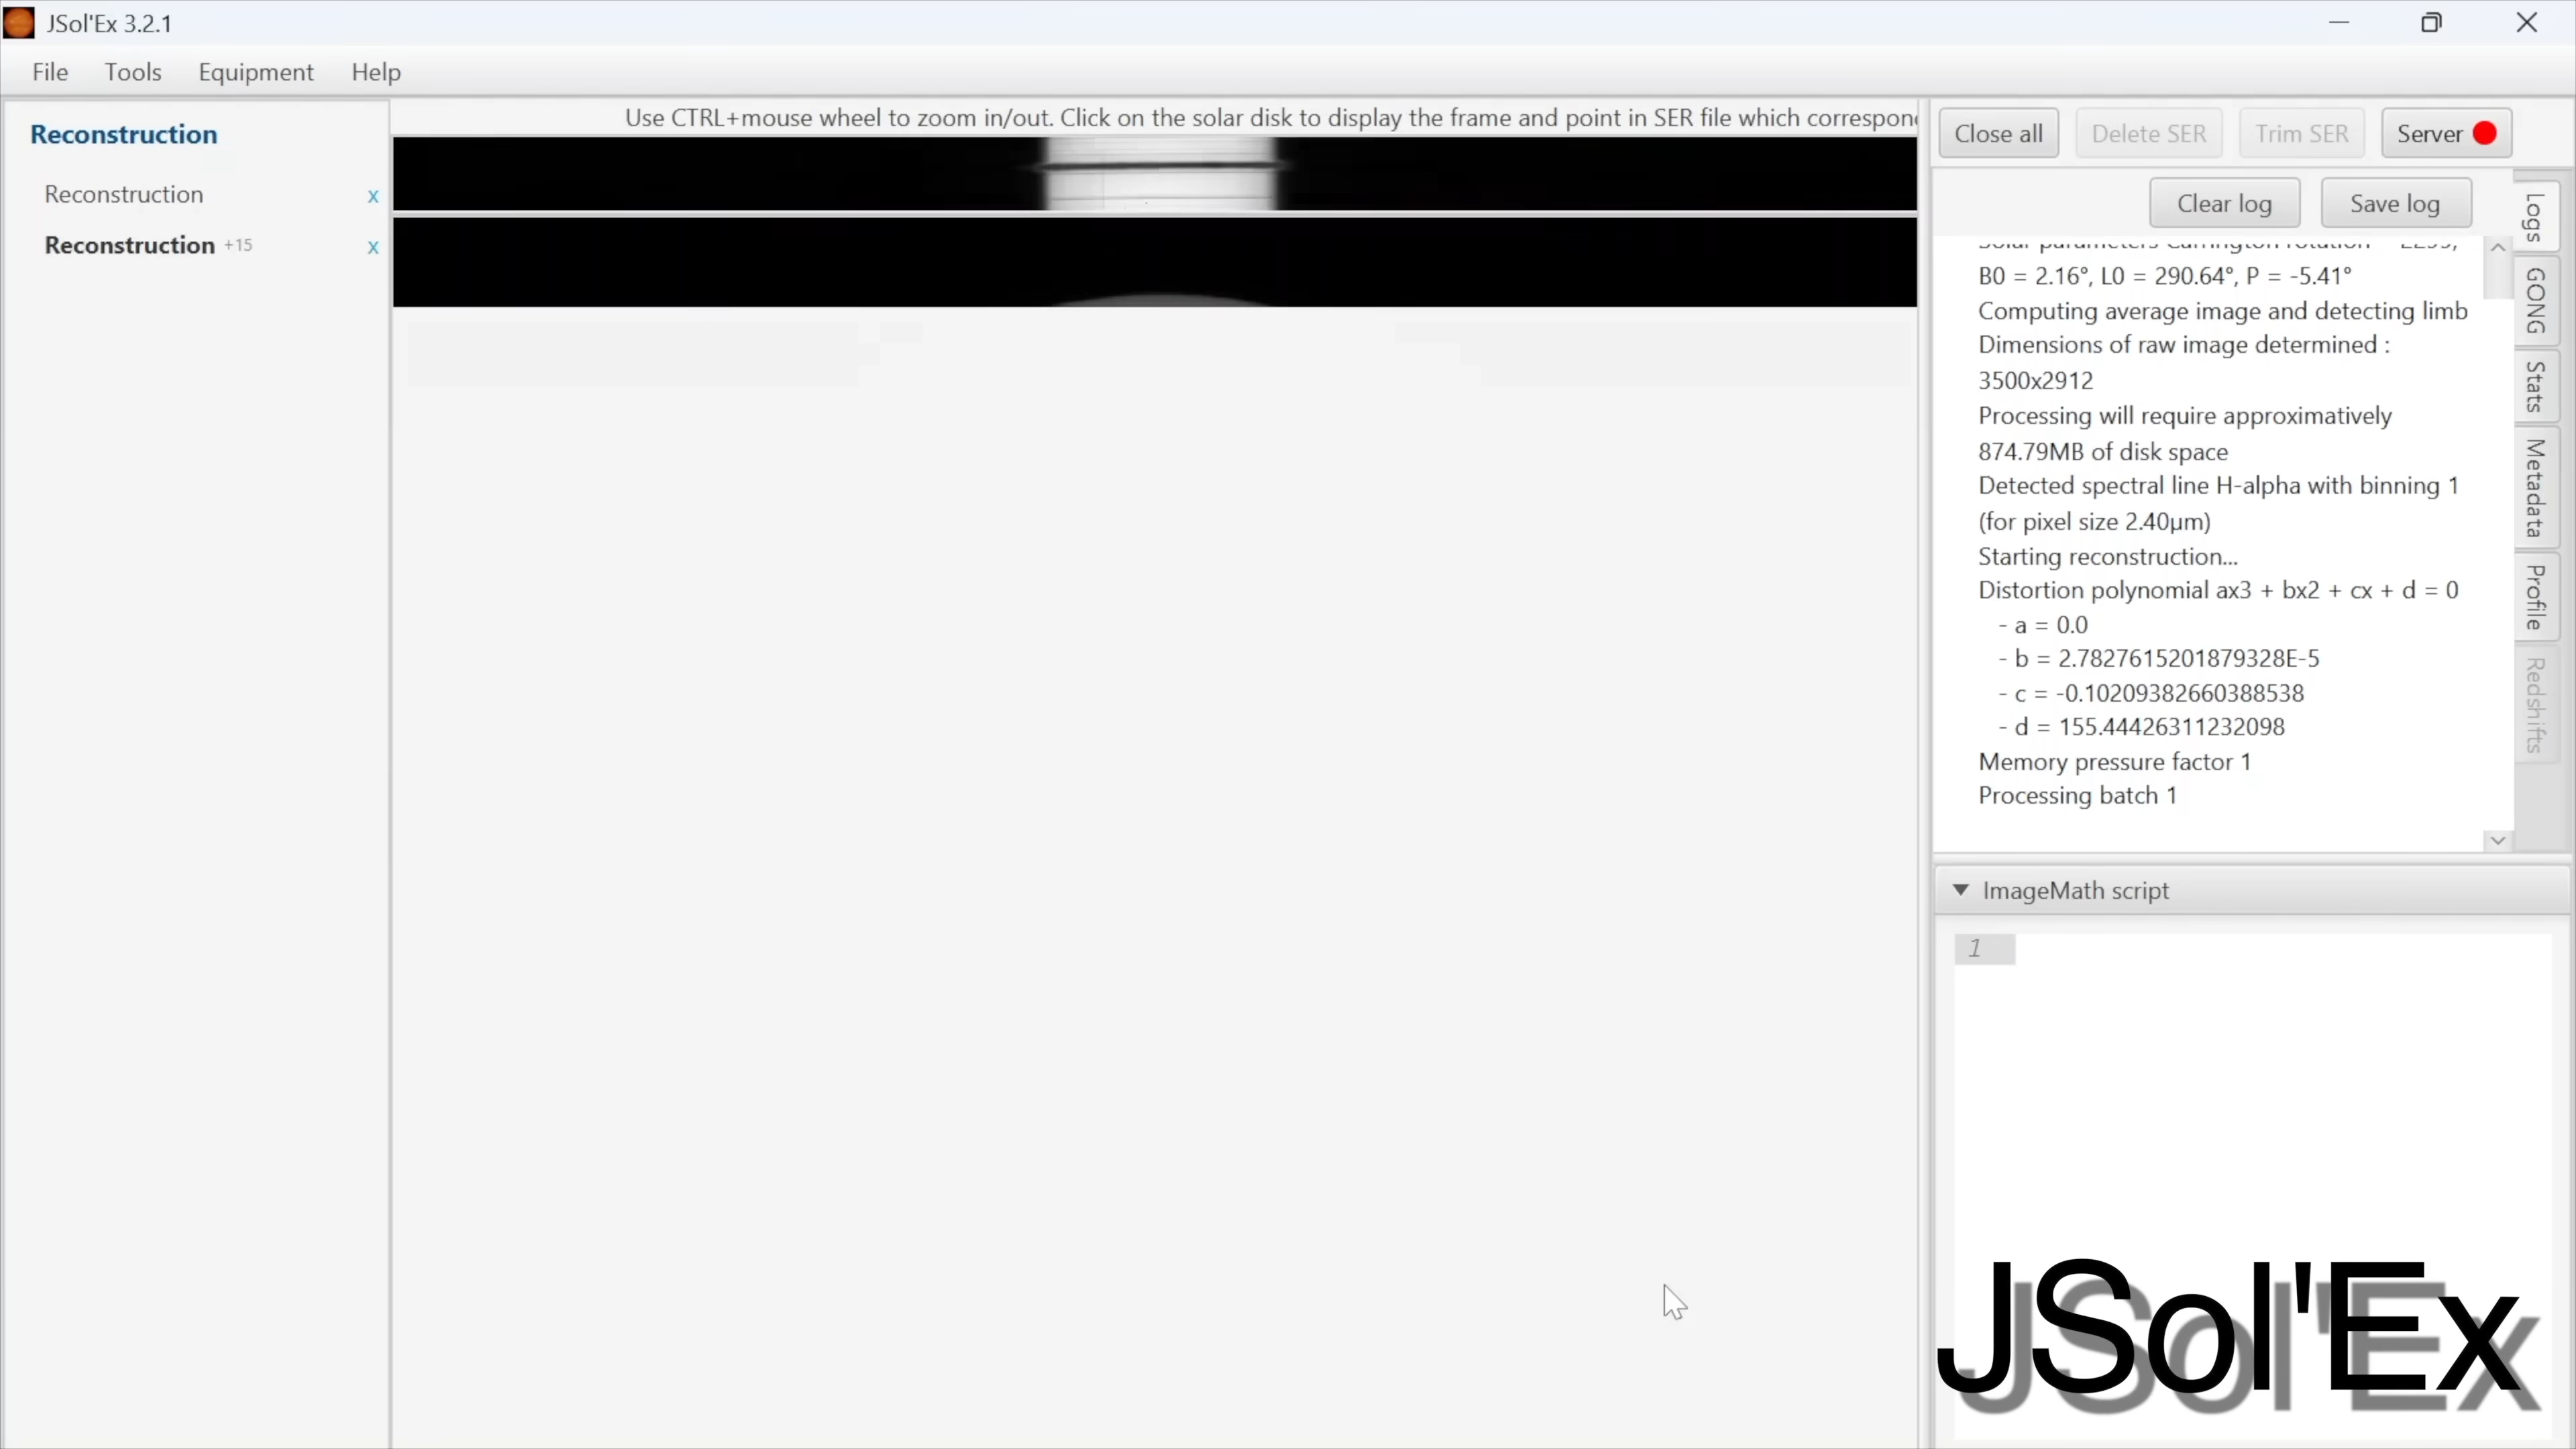 JSol'Ex 3.2.1
File Tools Equipment Help
Reconstruction
Reconstruction x
Reconstruction +15 x
Use CTRL+mouse wheel to zoom in/out. Click on the solar disk to display the frame and point in SER file which correspon
Close all Delete SER Trim SER Server
Clear log Save log
Solar parameters Carrington rotation
B0 = 2.16°, L0 = 290.64°, P = -5.41°
Computing average image and detecting limb
Dimensions of raw image determined :
3500x2912
Processing will require approximatively
874.79MB of disk space
Detected spectral line H-alpha with binning 1
(for pixel size 2.40µm)
Starting reconstruction...
Distortion polynomial ax3 + bx2 + cx + d = 0
- a = 0.0
- b = 2.7827615201879328E-5
- c = -0.10209382660388538
- d = 155.44426311232098
Memory pressure factor 1
Processing batch 1
Logs
GONG
Stats
Metadata
Profile
Redshifts
ImageMath script
1
JSol'Ex